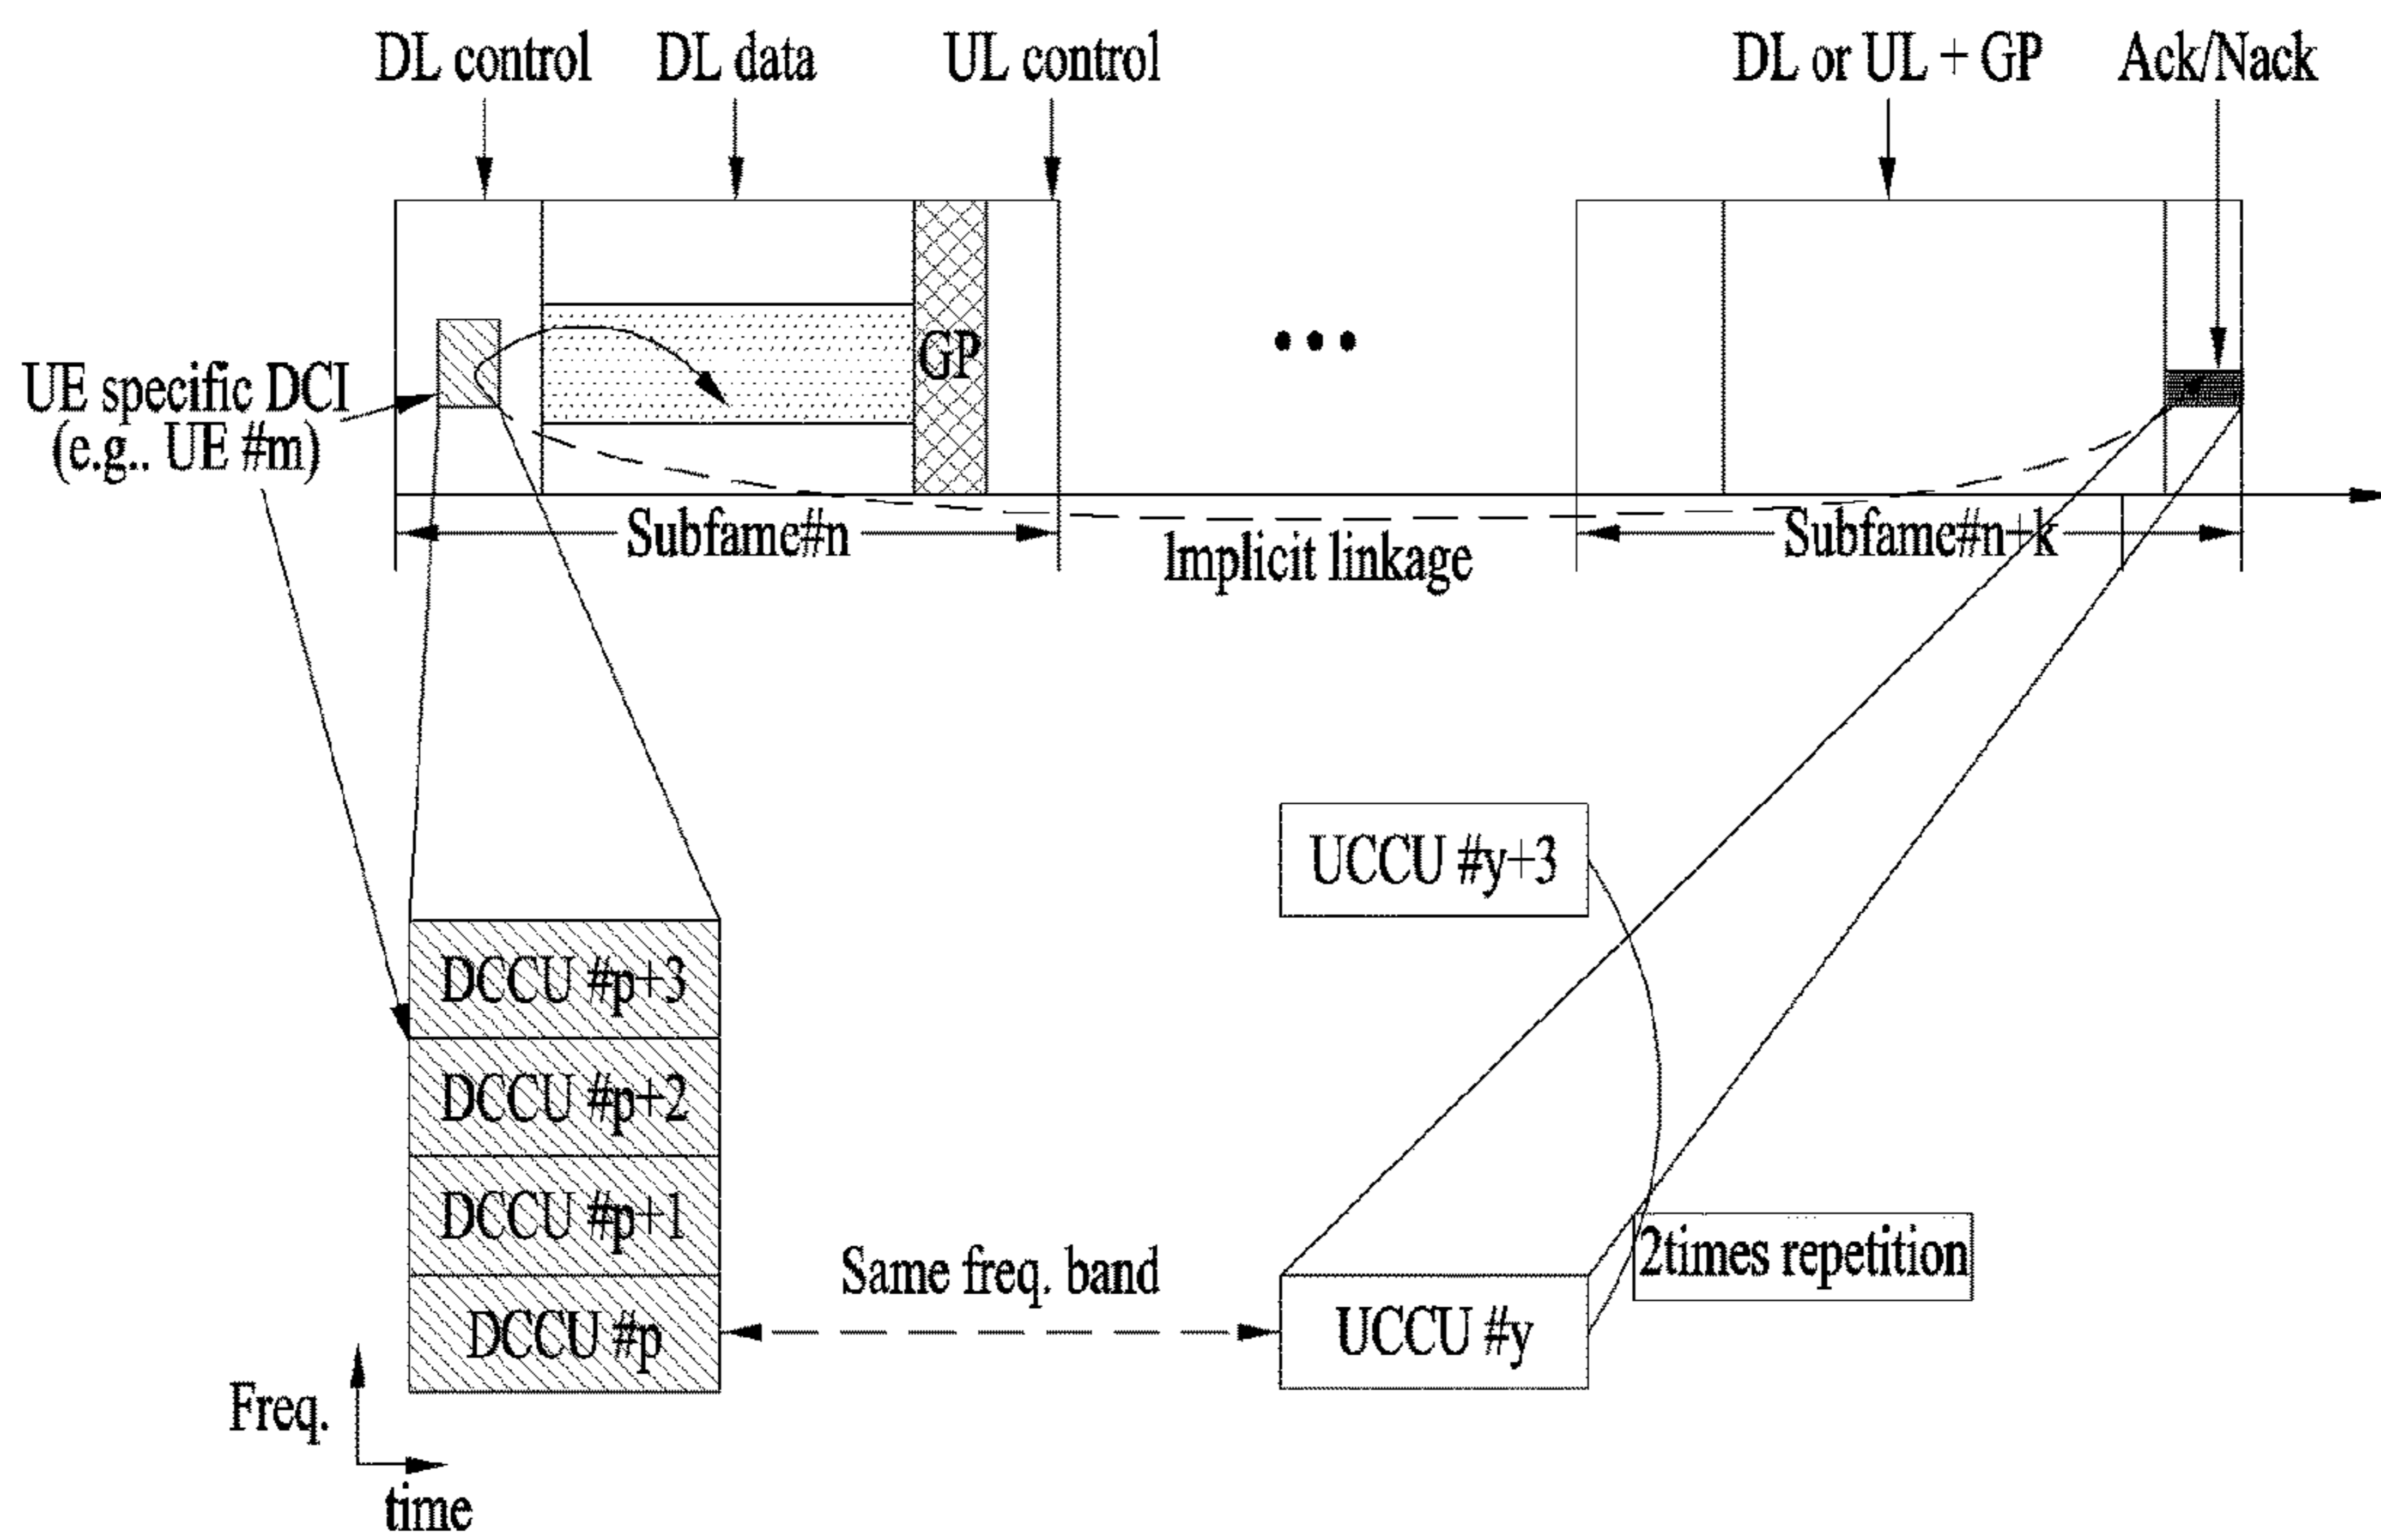 DL control
DL data
UL control
DL or UL + GP
Ack/Nack
GP
UE specific DCI
(e.g.. UE #m)
Subfame#n
Implicit linkage
Subfame#n+k
UCCU #y+3
DCCU #p+3
DCCU #p+2
DCCU #p+1
DCCU #p
Same freq. band
2times repetition
UCCU #y
Freq.
time